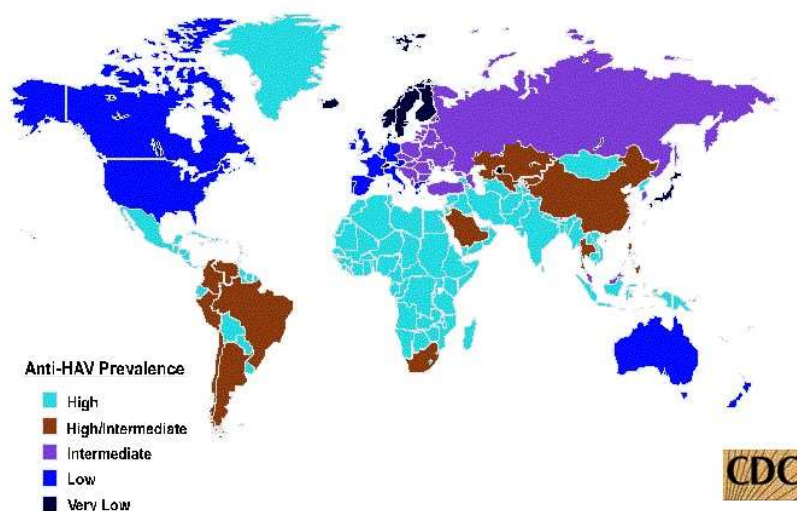 Anti-HAV Prevalence
High
High/Intermediate
Intermediate
Low
Very Low
CDC